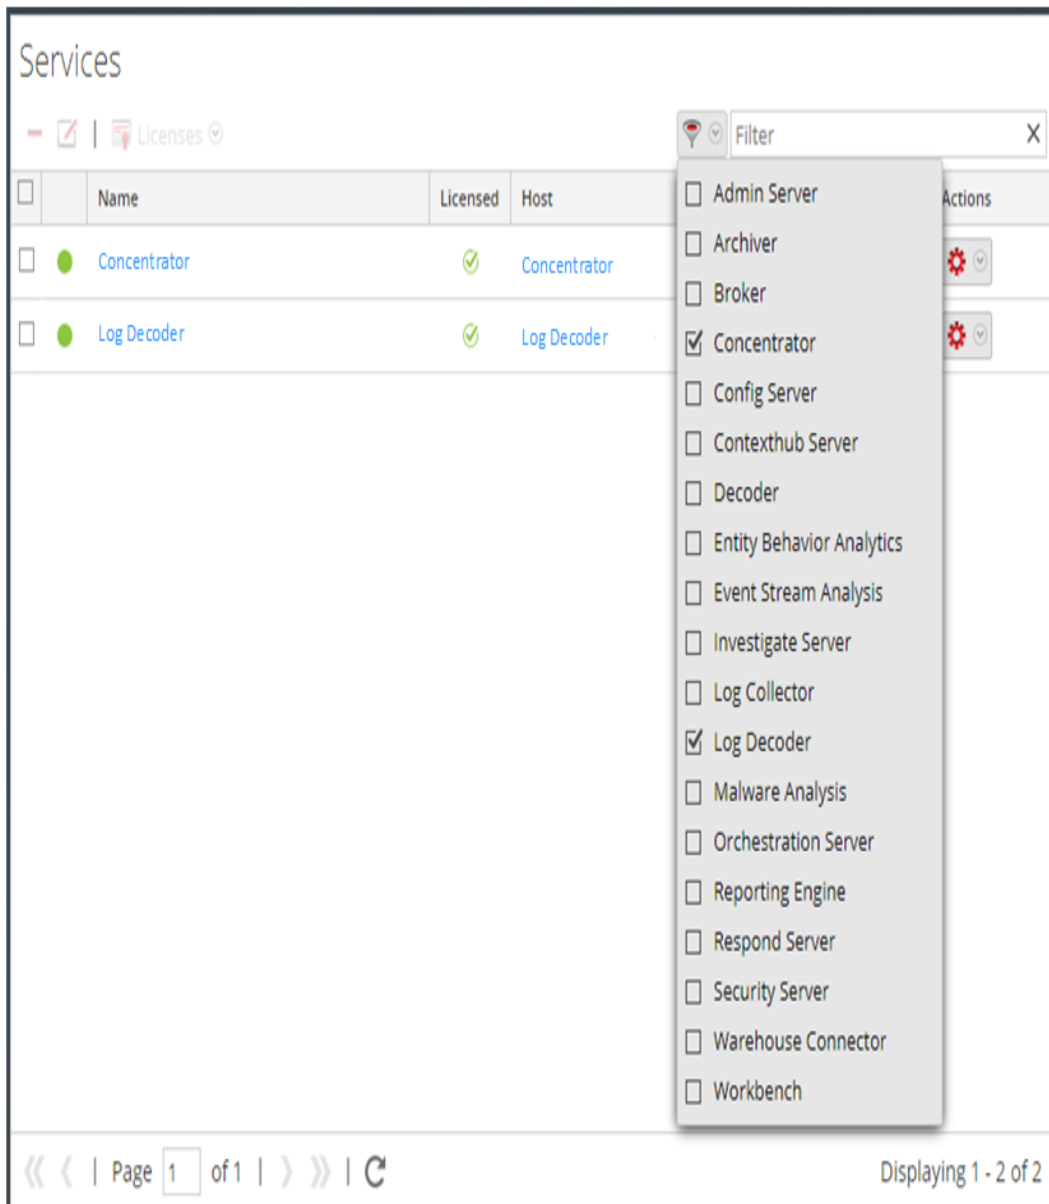 Services
Licenses
Filter
Name Licensed Host Actions
Concentrator Concentrator
Log Decoder Log Decoder
Admin Server
Archiver
Broker
Concentrator
Config Server
Contexthub Server
Decoder
Entity Behavior Analytics
Event Stream Analysis
Investigate Server
Log Collector
Log Decoder
Malware Analysis
Orchestration Server
Reporting Engine
Respond Server
Security Server
Warehouse Connector
Workbench
Page 1 of 1
Displaying 1 - 2 of 2